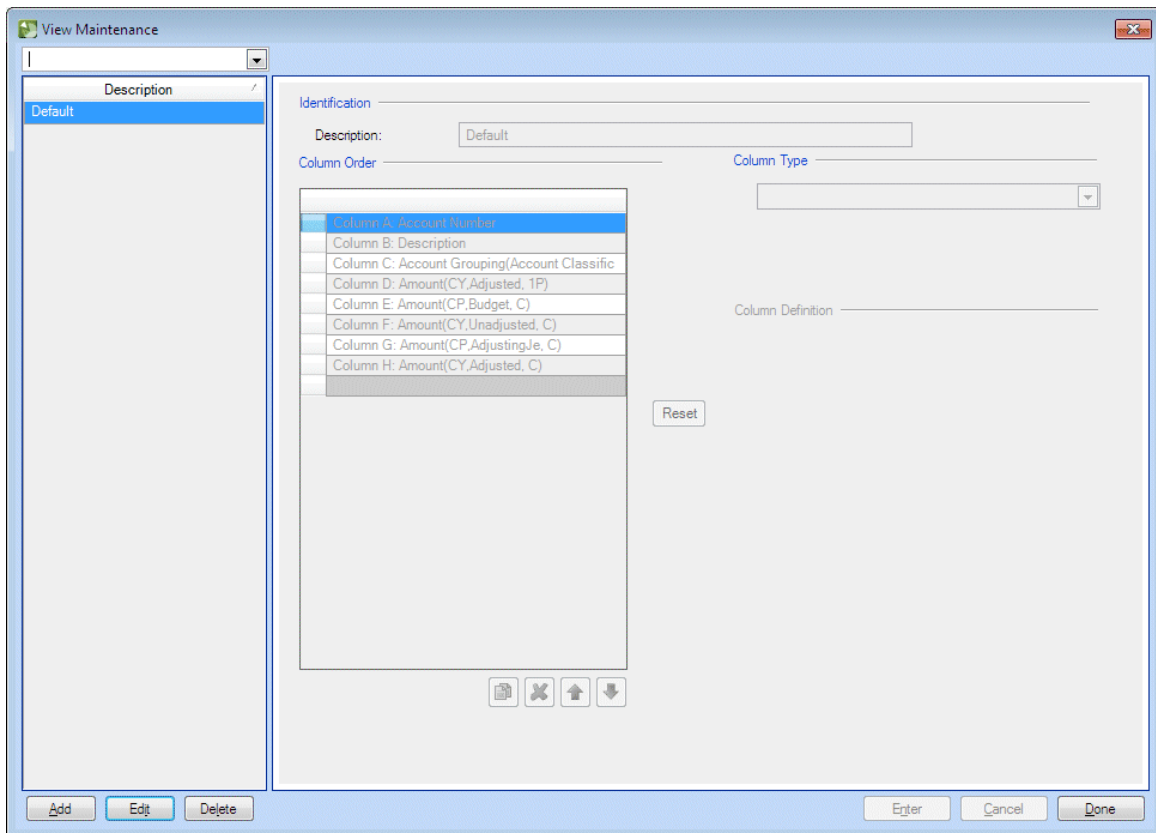 View Maintenance
Description
Default
Identification
Description: Default
Column Order
Column Type
Column A: Account Number
Column B: Description
Column C: Account Grouping(Account Classific
Column D: Amount(CY,Adjusted, 1P)
Column E: Amount(CP,Budget, C)
Column F: Amount(CY,Unadjusted, C)
Column G: Amount(CP,AdjustingJe, C)
Column H: Amount(CY,Adjusted, C)
Column Definition
Reset
Add Edit Delete Enter Cancel Done